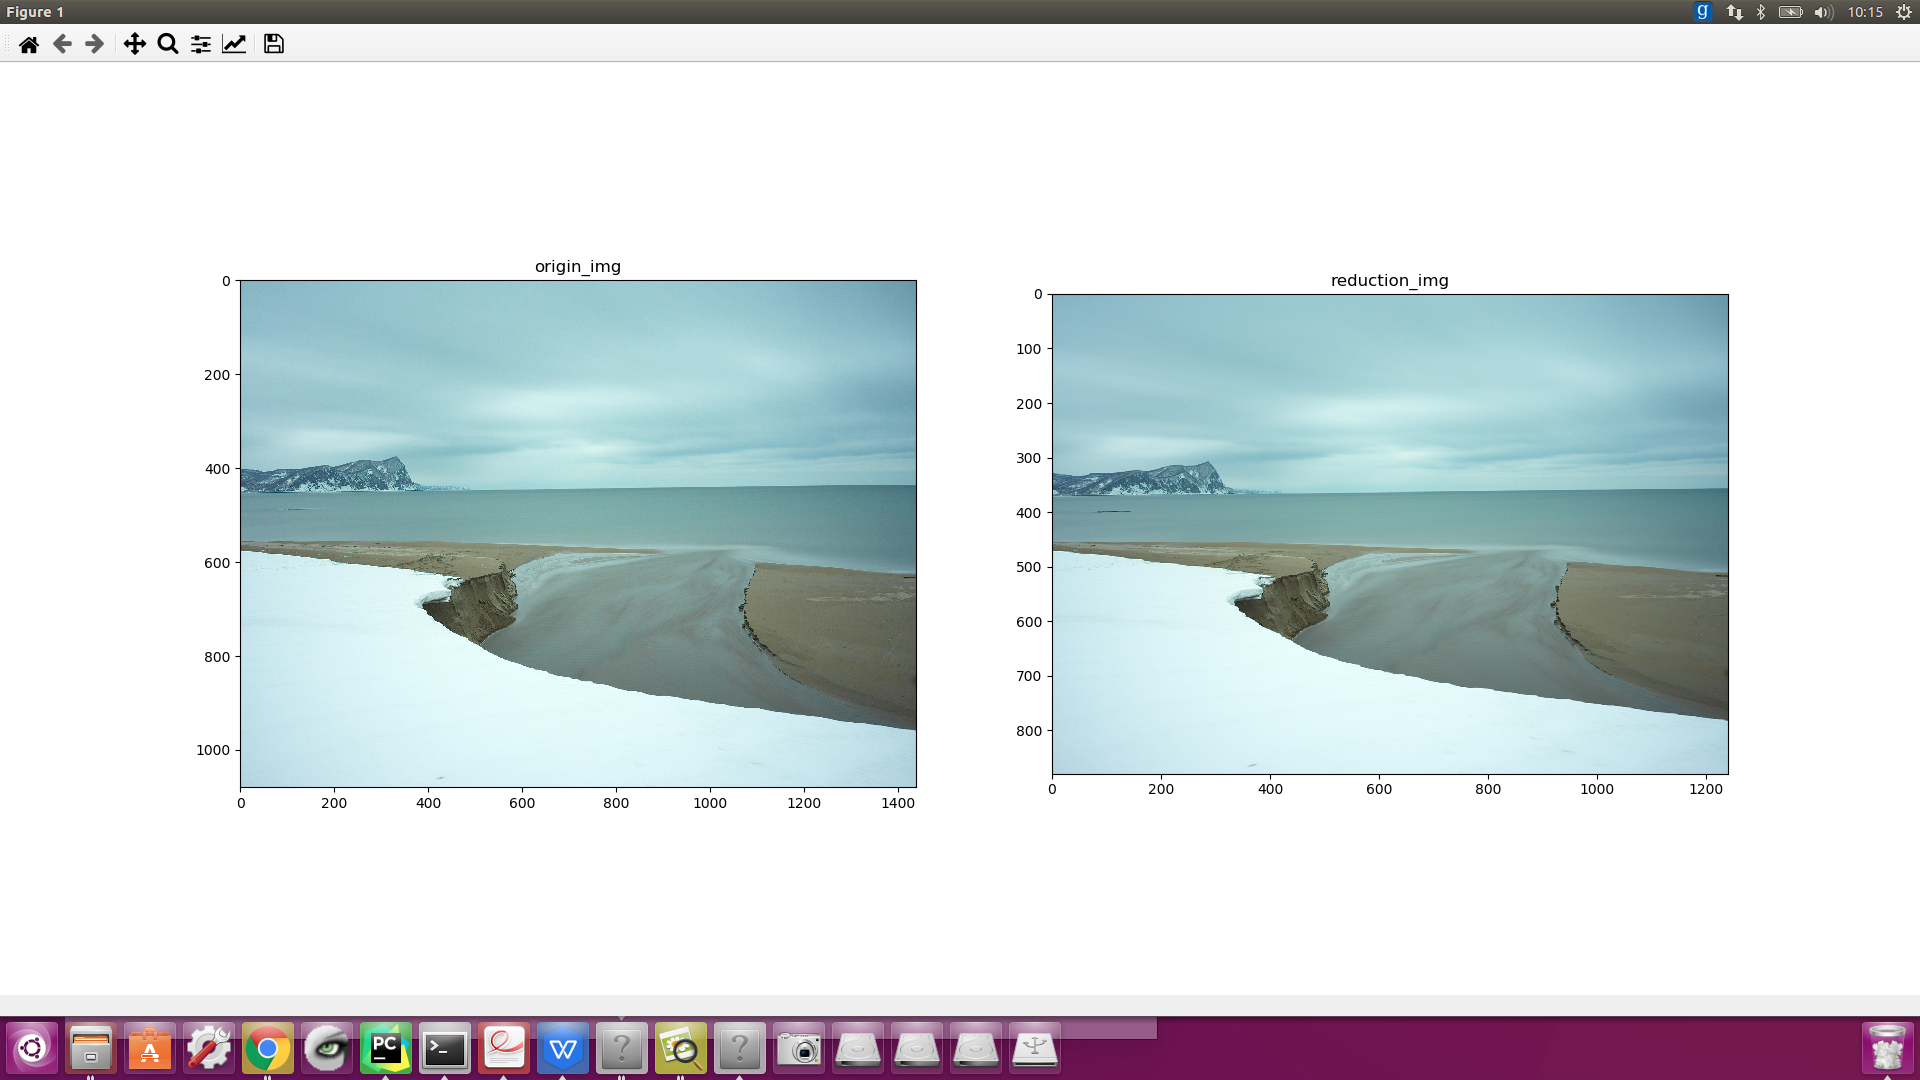 Figure 1
g
10:15
origin_img
0
200
400
600
800
1000
0 200 400 600 800 1000 1200 1400
reduction_img
0
100
200
300
400
500
600
700
800
0 200 400 600 800 1000 1200
A
PC
>_
W
?
?